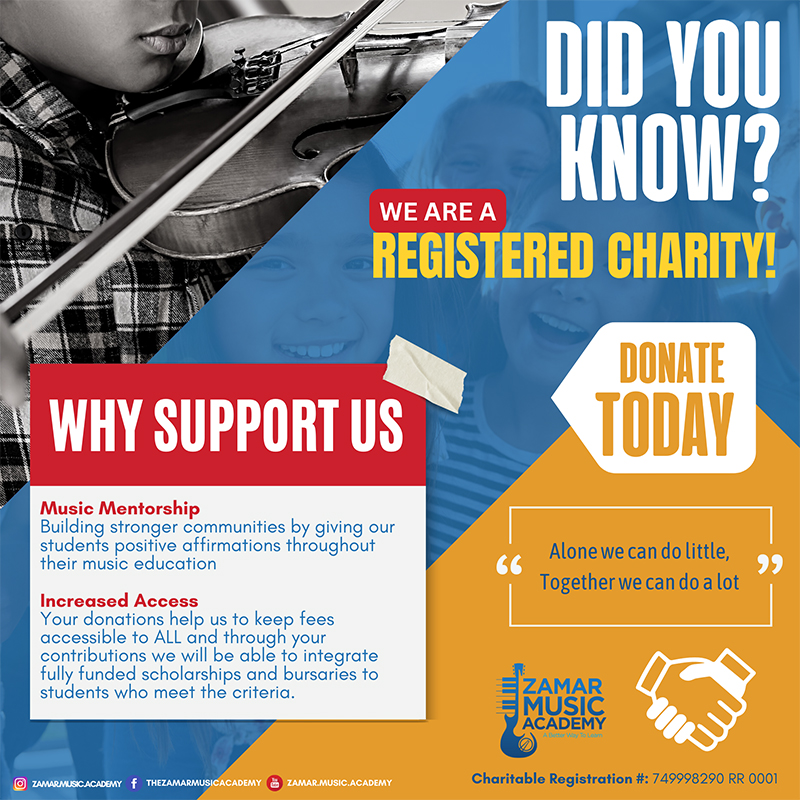 DID YOU
KNOW?
WE ARE A
REGISTERED CHARITY!
DONATE
TODAY
WHY SUPPORT US
Music Mentorship
Building stronger communities by giving our
students positive affirmations throughout
their music education
Increased Access
Your donations help us to keep fees
accessible to ALL and through your
contributions we will be able to integrate
fully funded scholarships and bursaries to
students who meet the criteria.
“ Alone we can do little, ”
Together we can do a lot
ZAMAR
MUSIC
ACADEMY
A Better Way To Learn
ZAMAR.MUSIC.ACADEMY THEZAMARMUSICACADEMY ZAMAR.MUSIC.ACADEMY
Charitable Registration #: 749998290 RR 0001